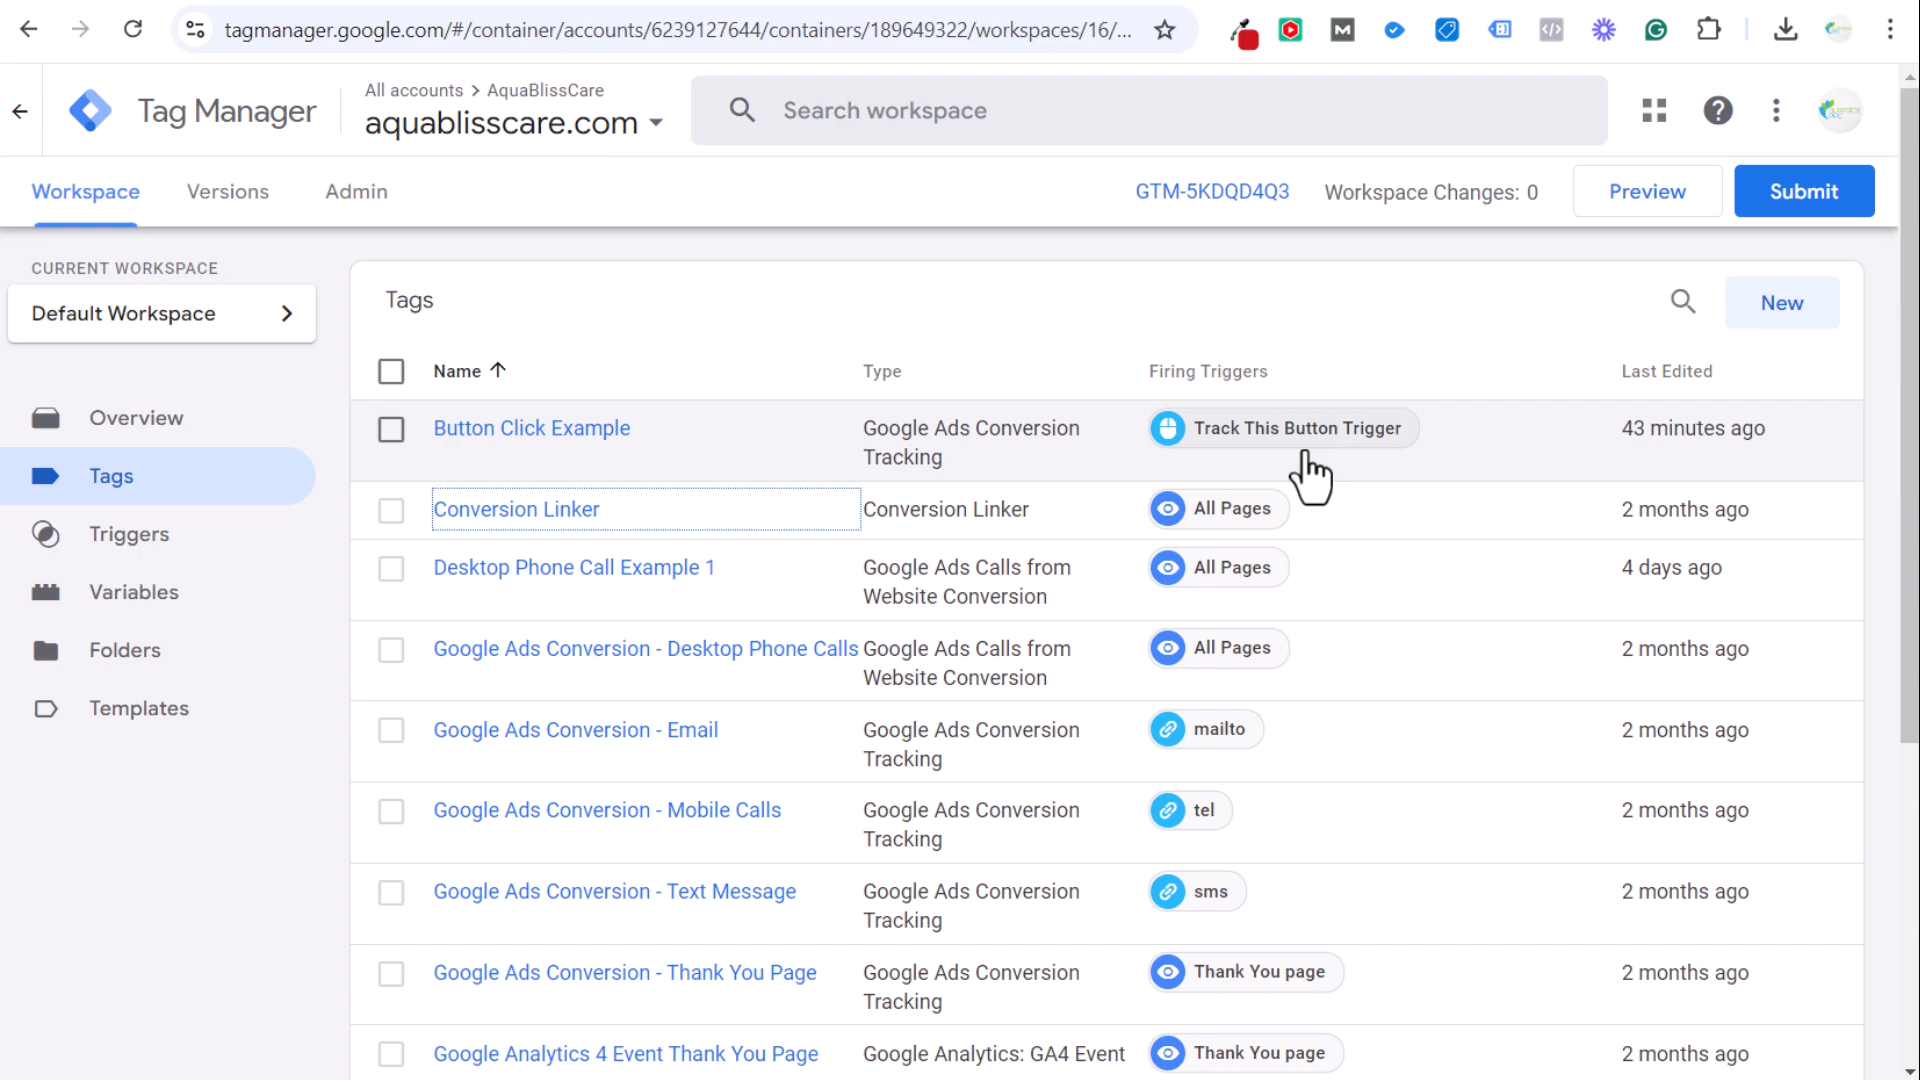 tagmanager.google.com/#/container/accounts/6239127644/containers/189649322/workspaces/16/...
Tag Manager
All accounts > AquaBlissCare
aquablisscare.com
Search workspace
Workspace
Versions
Admin
GTM-5KDQD4Q3
Workspace Changes: 0
Preview
Submit
CURRENT WORKSPACE
Default Workspace
Overview
Tags
Triggers
Variables
Folders
Templates
Tags
New
Name Type Firing Triggers Last Edited
Button Click Example Google Ads Conversion Track This Button Trigger 43 minutes ago
Tracking
Conversion Linker Conversion Linker All Pages 2 months ago
Desktop Phone Call Example 1 Google Ads Calls from All Pages 4 days ago
Website Conversion
Google Ads Conversion - Desktop Phone Calls Google Ads Calls from All Pages 2 months ago
Website Conversion
Google Ads Conversion - Email Google Ads Conversion mailto 2 months ago
Tracking
Google Ads Conversion - Mobile Calls Google Ads Conversion tel 2 months ago
Tracking
Google Ads Conversion - Text Message Google Ads Conversion sms 2 months ago
Tracking
Google Ads Conversion - Thank You Page Google Ads Conversion Thank You page 2 months ago
Tracking
Google Analytics 4 Event Thank You Page Google Analytics: GA4 Event Thank You page 2 months ago